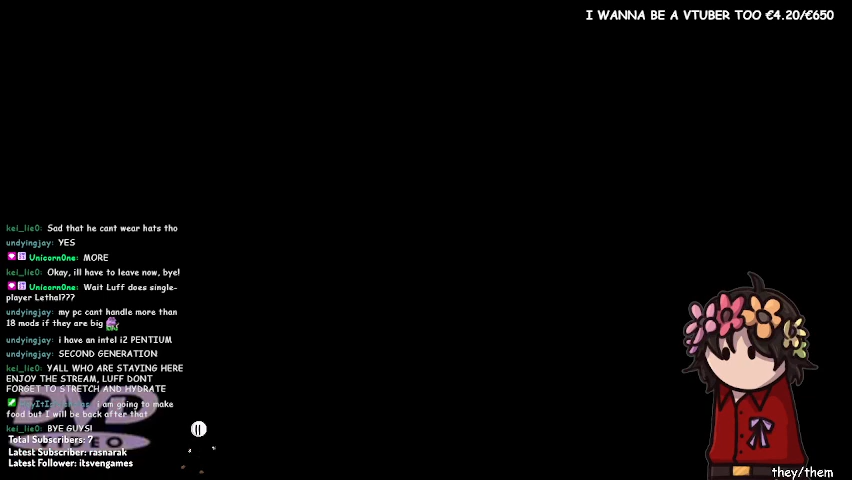 I WANNA BE A VTUBER TOO €4.20/€650
kei_lie0: Sad that he cant wear hats tho
undyingjay: YES
Unicorn0ne: MORE
kei_lie0: Okay, ill have to leave now, bye!
Unicorn0ne: Wait Luff does single-
player Lethal???
undyingjay: my pc cant handle more than
18 mods if they are big
undyingjay: i have an intel i2 PENTIUM
undyingjay: SECOND GENERATION
kei_lie0: YALL WHO ARE STAYING HERE
ENJOY THE STREAM, LUFF DONT
FORGET TO STRETCH AND HYDRATE
i am going to make
food but I will be back after that
kei_lie0: BYE GUYS!
DVD
VIDEO
Total Subscribers: 7
Latest Subscriber: rasnarak
Latest Follower: itsvengames
they/them